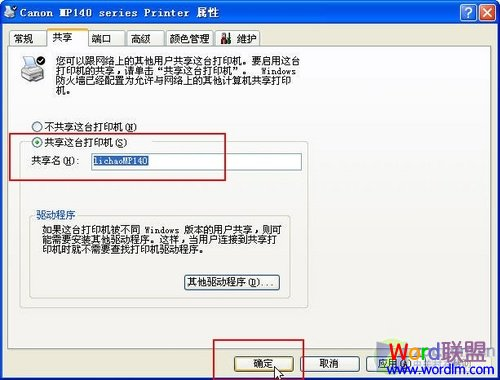 Canon MP140 series Printer 属性
常规 共享 端口 高级 颜色管理 维护
您可以跟网络上的其他用户共享这台打印机。要启用这台
打印机的共享，请单击“共享这台打印机”。 Windows
防火墙已经配置为允许与网络上的其他计算机共享打印
机。
不共享这台打印机(N)
共享这台打印机(S)
共享名(H): lichaoMP140
驱动程序
如果这台打印机被不同 Windows 版本的用户共享，则可
能需要安装其他驱动程序。这样，当用户连接到共享打
印机时就不需要查找打印机驱动程序。
其他驱动程序(D)...
确定 取消 应用(A)
Word联盟
www.wordlm.com